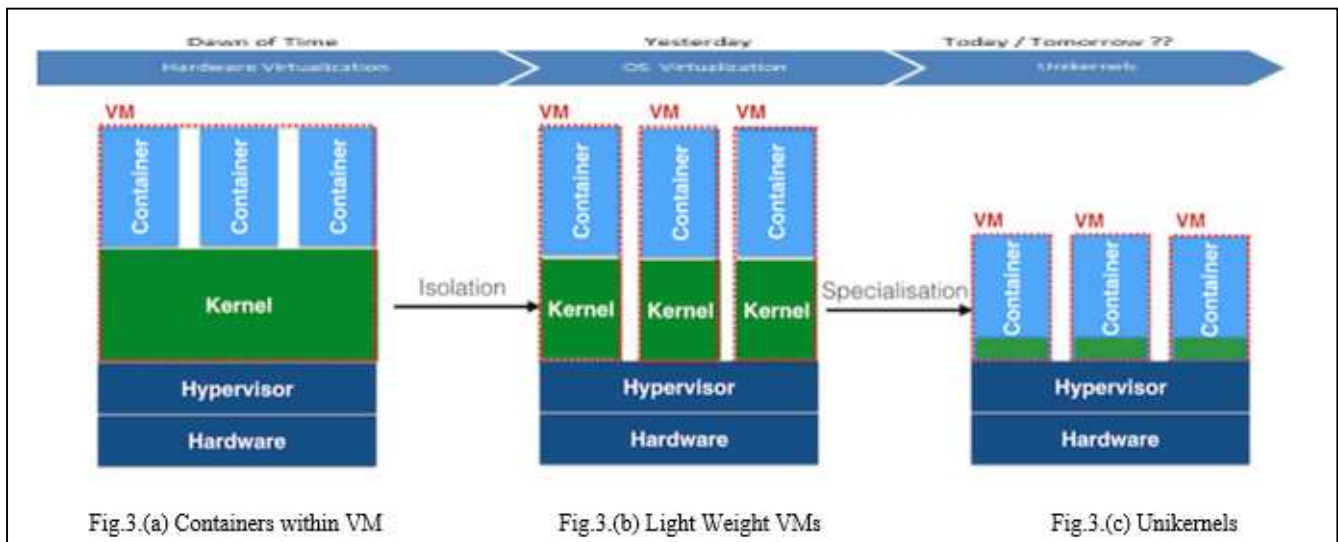 Dawn of Time
Yesterday
Today / Tomorrow ??
Hardware Virtualization
OS Virtualization
Unikernels
VM
Container
Container
Container
Kernel
Hypervisor
Hardware
Isolation
VM
VM
VM
Container
Container
Container
Kernel
Kernel
Kernel
Hypervisor
Hardware
Specialisation
VM
VM
VM
Container
Container
Container
Hypervisor
Hardware
Fig.3.(a) Containers within VM
Fig.3.(b) Light Weight VMs
Fig.3.(c) Unikernels